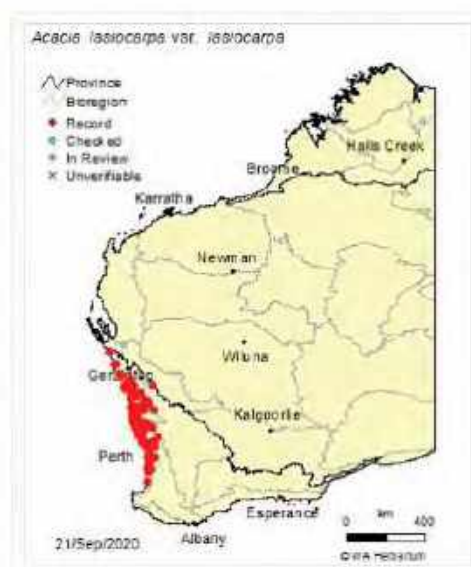 Acacia lasiocarpa var. lasiocarpa
Province
Bioregion
Record
Checked
In Review
Unverifiable
Halls Creek
Broome
Karratha
Newman
Wiluna
Geraldton
Kalgoorlie
Perth
Esperance
Albany
21/Sep/2020
km
0 400
© WA Herbarium